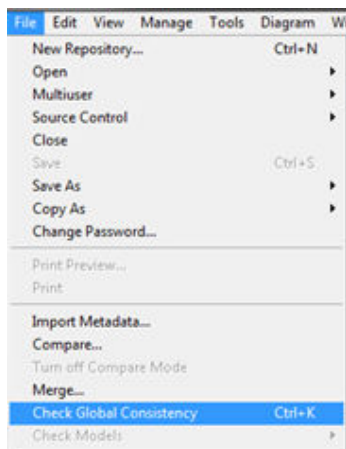 File Edit View Manage Tools Diagram
New Repository... Ctrl+N
Open
Multiuser
Source Control
Close
Save Ctrl+S
Save As
Copy As
Change Password...
Print Preview...
Print
Import Metadata...
Compare...
Turn off Compare Mode
Merge...
Check Global Consistency Ctrl+K
Check Models